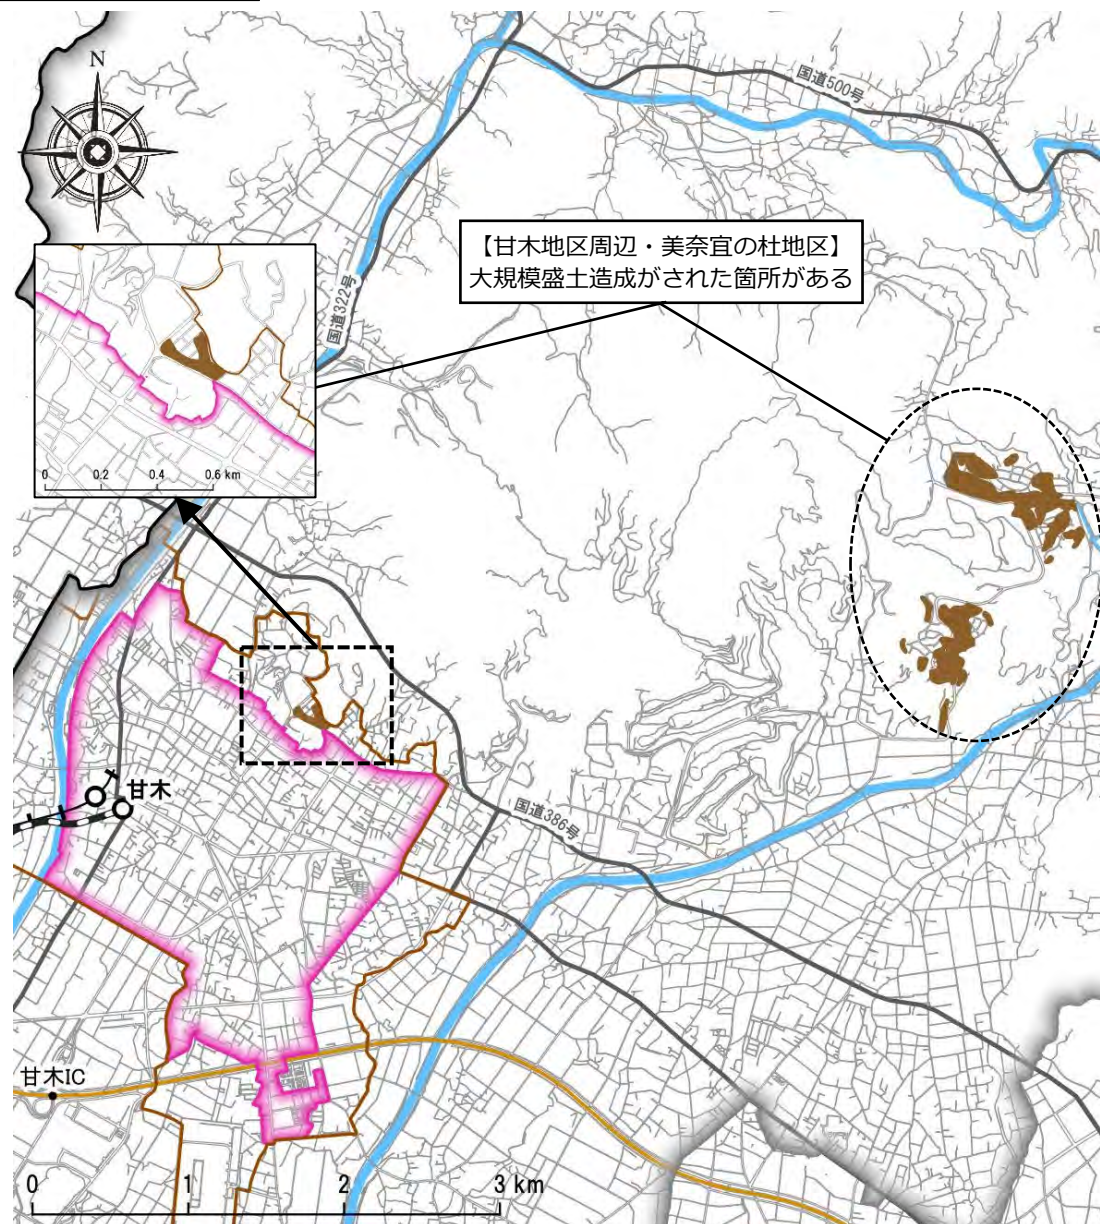 国道500号
N
【甘木地区周辺・美奈宜の杜地区】
大規模盛土造成がされた箇所がある
国道322号
0 0.2 0.4 0.6 km
甘木
国道386号
甘木IC
0 1 2 3 km